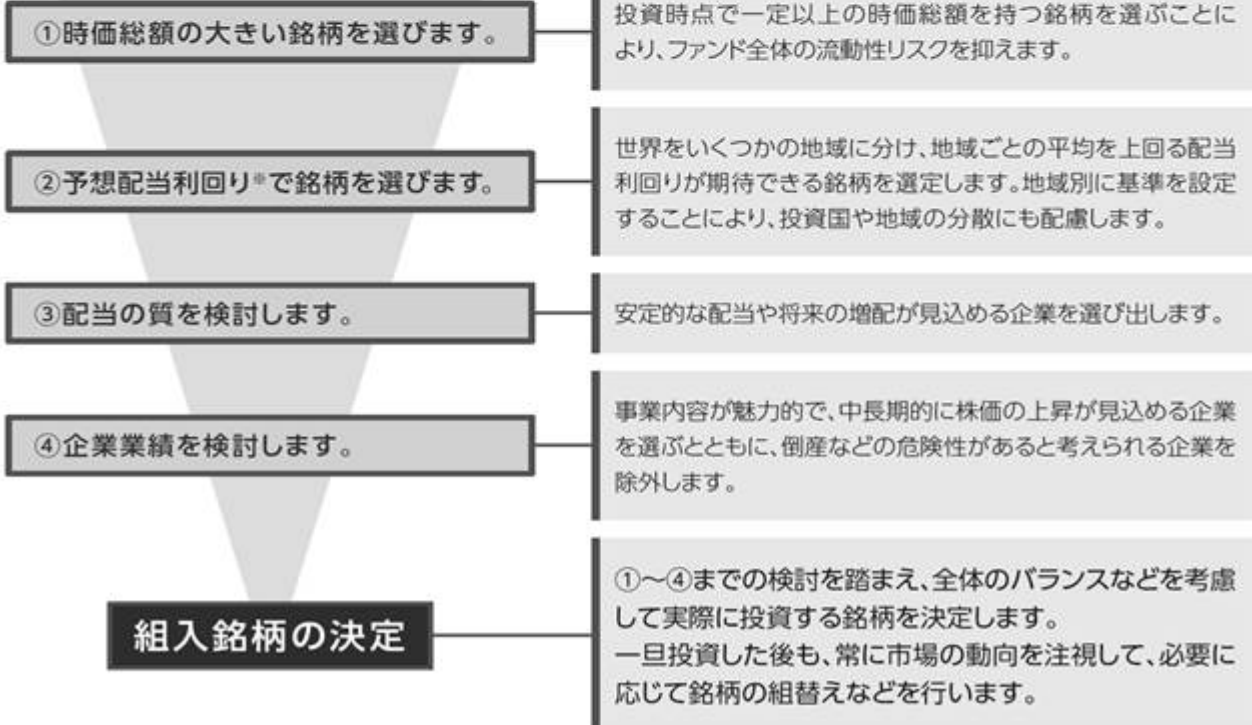 ①時価総額の大きい銘柄を選びます。
投資時点で一定以上の時価総額を持つ銘柄を選ぶことに
より、ファンド全体の流動性リスクを抑えます。
②予想配当利回り※で銘柄を選びます。
世界をいくつかの地域に分け、地域ごとの平均を上回る配当
利回りが期待できる銘柄を選定します。地域別に基準を設定
することにより、投資国や地域の分散にも配慮します。
③配当の質を検討します。
安定的な配当や将来の増配が見込める企業を選び出します。
④企業業績を検討します。
事業内容が魅力的で、中長期的に株価の上昇が見込める企業
を選ぶとともに、倒産などの危険性があると考えられる企業を
除外します。
組入銘柄の決定
①〜④までの検討を踏まえ、全体のバランスなどを考慮
して実際に投資する銘柄を決定します。
一旦投資した後も、常に市場の動向を注視して、必要に
応じて銘柄の組替えなどを行います。